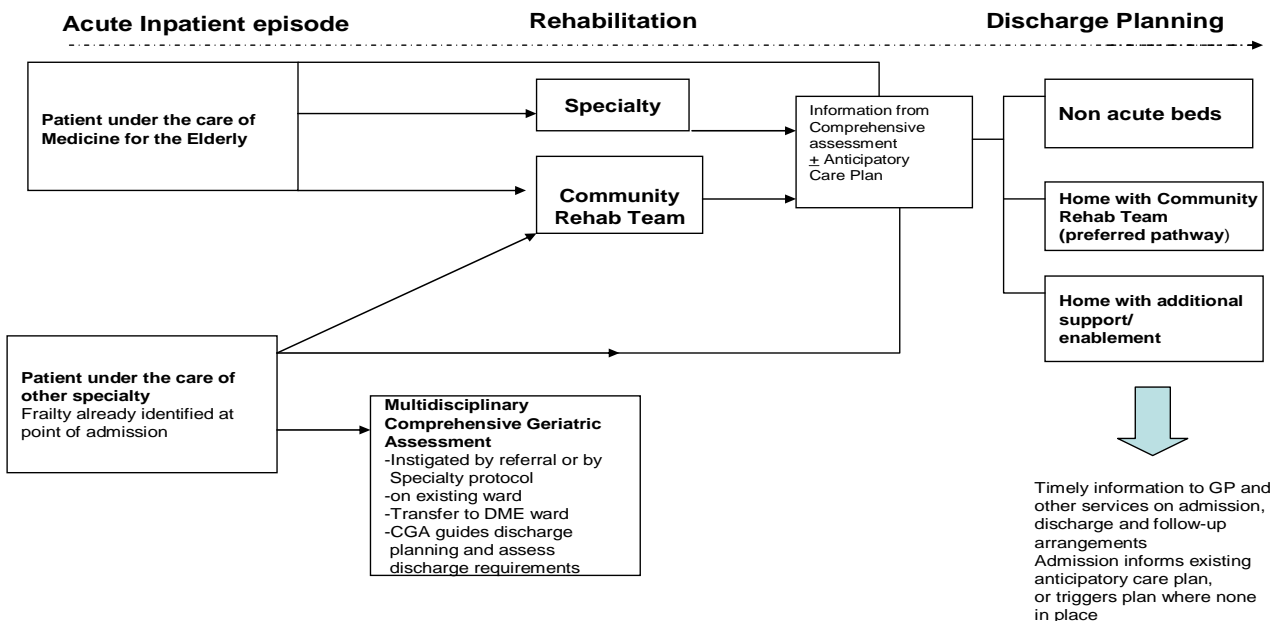 Acute Inpatient episode
Rehabilitation
Discharge Planning
Patient under the care of
Medicine for the Elderly
Specialty
Community
Rehab Team
Information from
Comprehensive
assessment
+ Anticipatory
Care Plan
Non acute beds
Home with Community
Rehab Team
(preferred pathway)
Home with additional
support/
enablement
Patient under the care of
other specialty
Frailty already identified at
point of admission
Multidisciplinary
Comprehensive Geriatric
Assessment
-Instigated by referral or by
Specialty protocol
-on existing ward
-Transfer to DME ward
-CGA guides discharge
planning and assess
discharge requirements
Timely information to GP and
other services on admission,
discharge and follow-up
arrangements
Admission informs existing
anticipatory care plan,
or triggers plan where none
in place